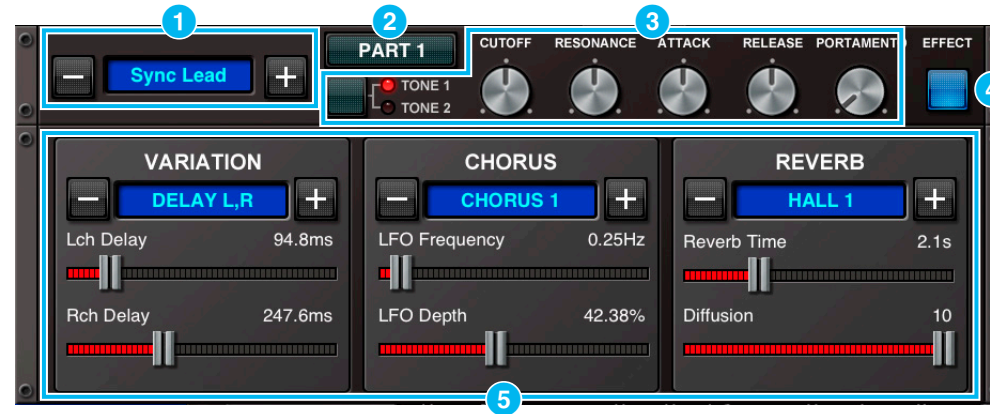 1
2
3
PART 1
CUTOFF RESONANCE ATTACK RELEASE PORTAMENTO EFFECT
− Sync Lead +
TONE 1
TONE 2
4
VARIATION
− DELAY L,R +
Lch Delay 94.8ms
Rch Delay 247.6ms
CHORUS
− CHORUS 1 +
LFO Frequency 0.25Hz
LFO Depth 42.38%
REVERB
− HALL 1 +
Reverb Time 2.1s
Diffusion 10
5